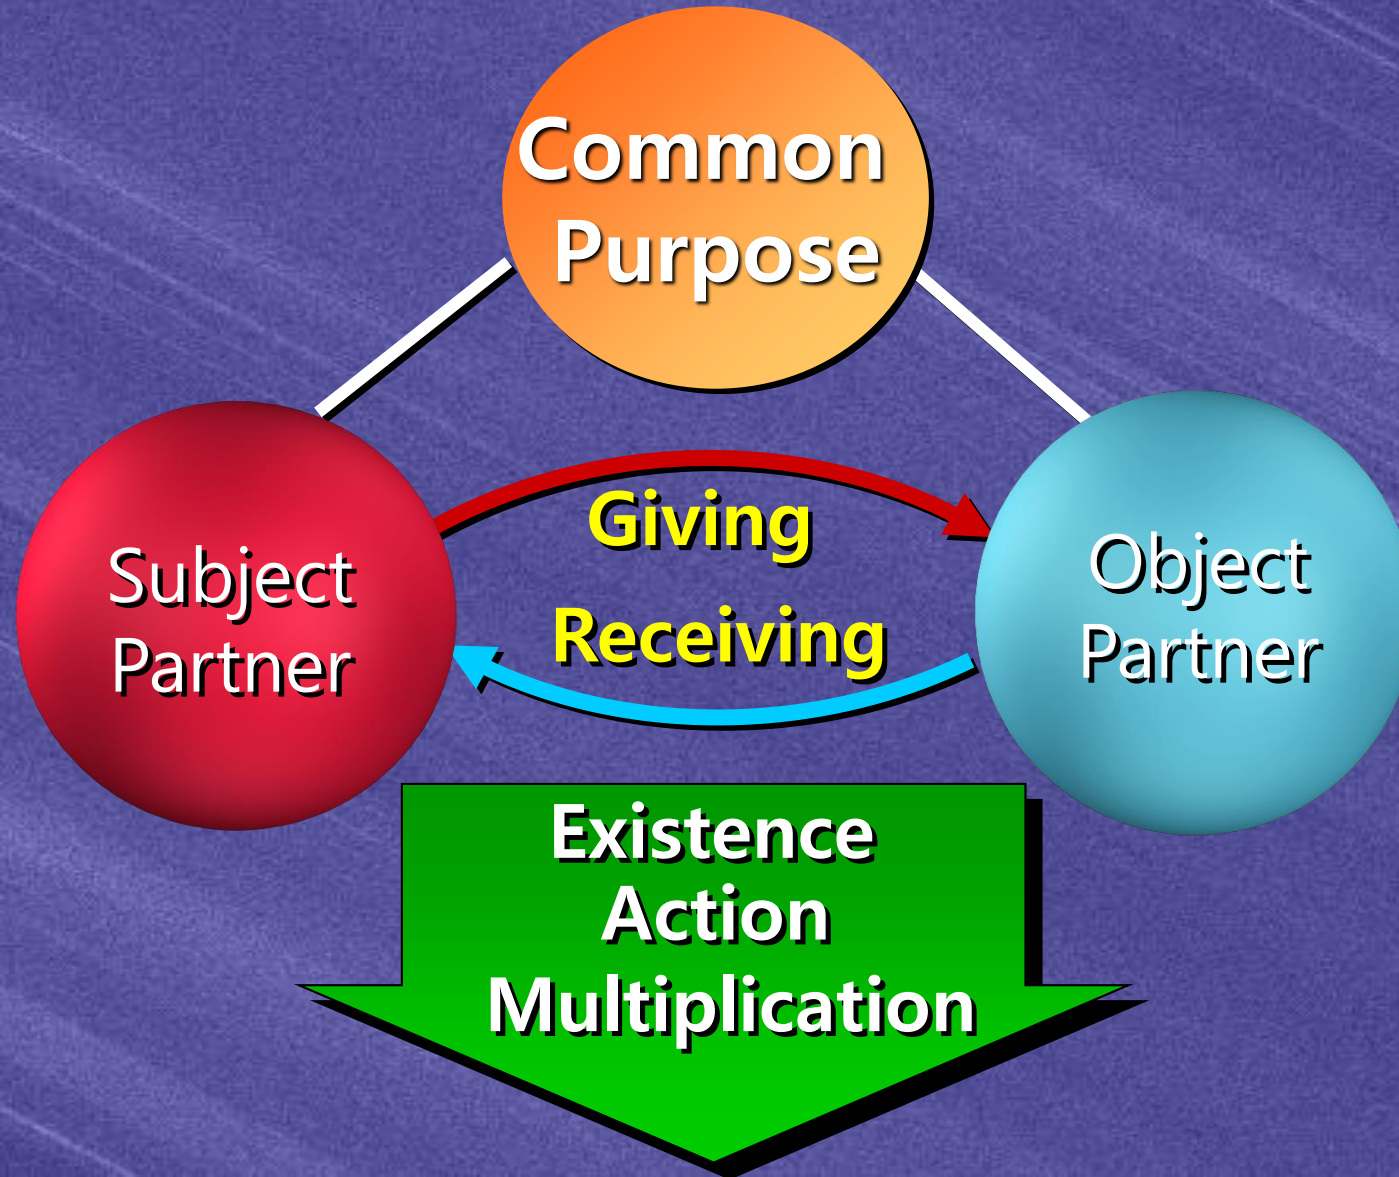 Common
Purpose
Giving
Receiving
Subject
Partner
Object
Partner
Existence
Action
Multiplication